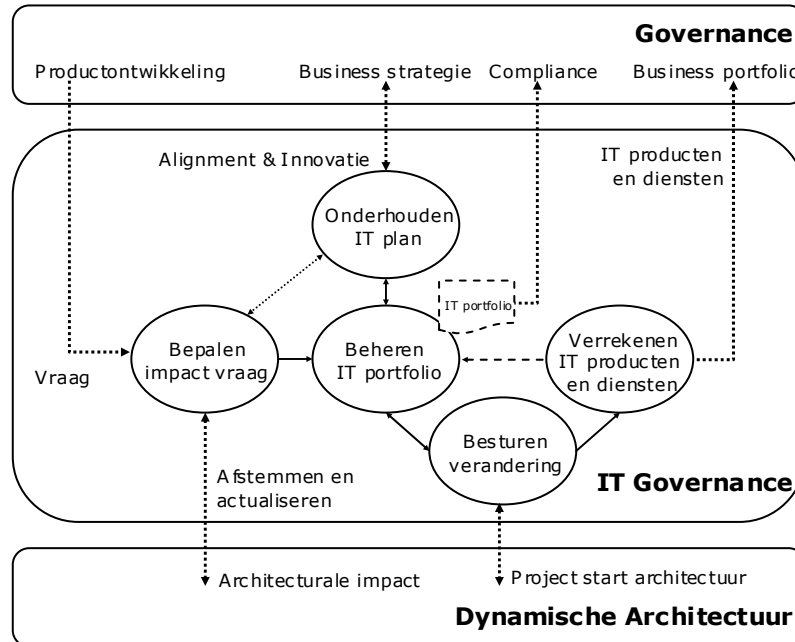 Governance
Productontwikkeling
Business strategie
Compliance
Business portfolio
Alignment & Innovatie
IT producten
en diensten
Onderhouden
IT plan
IT portfolio
Bepalen
impact vraag
Beheren
IT portfolio
Verrekenen
IT producten
en diensten
Vraag
Besturen
verandering
Afstemmen en
actualiseren
IT Governance
Architecturale impact
Project start architectuur
Dynamische Architectuur